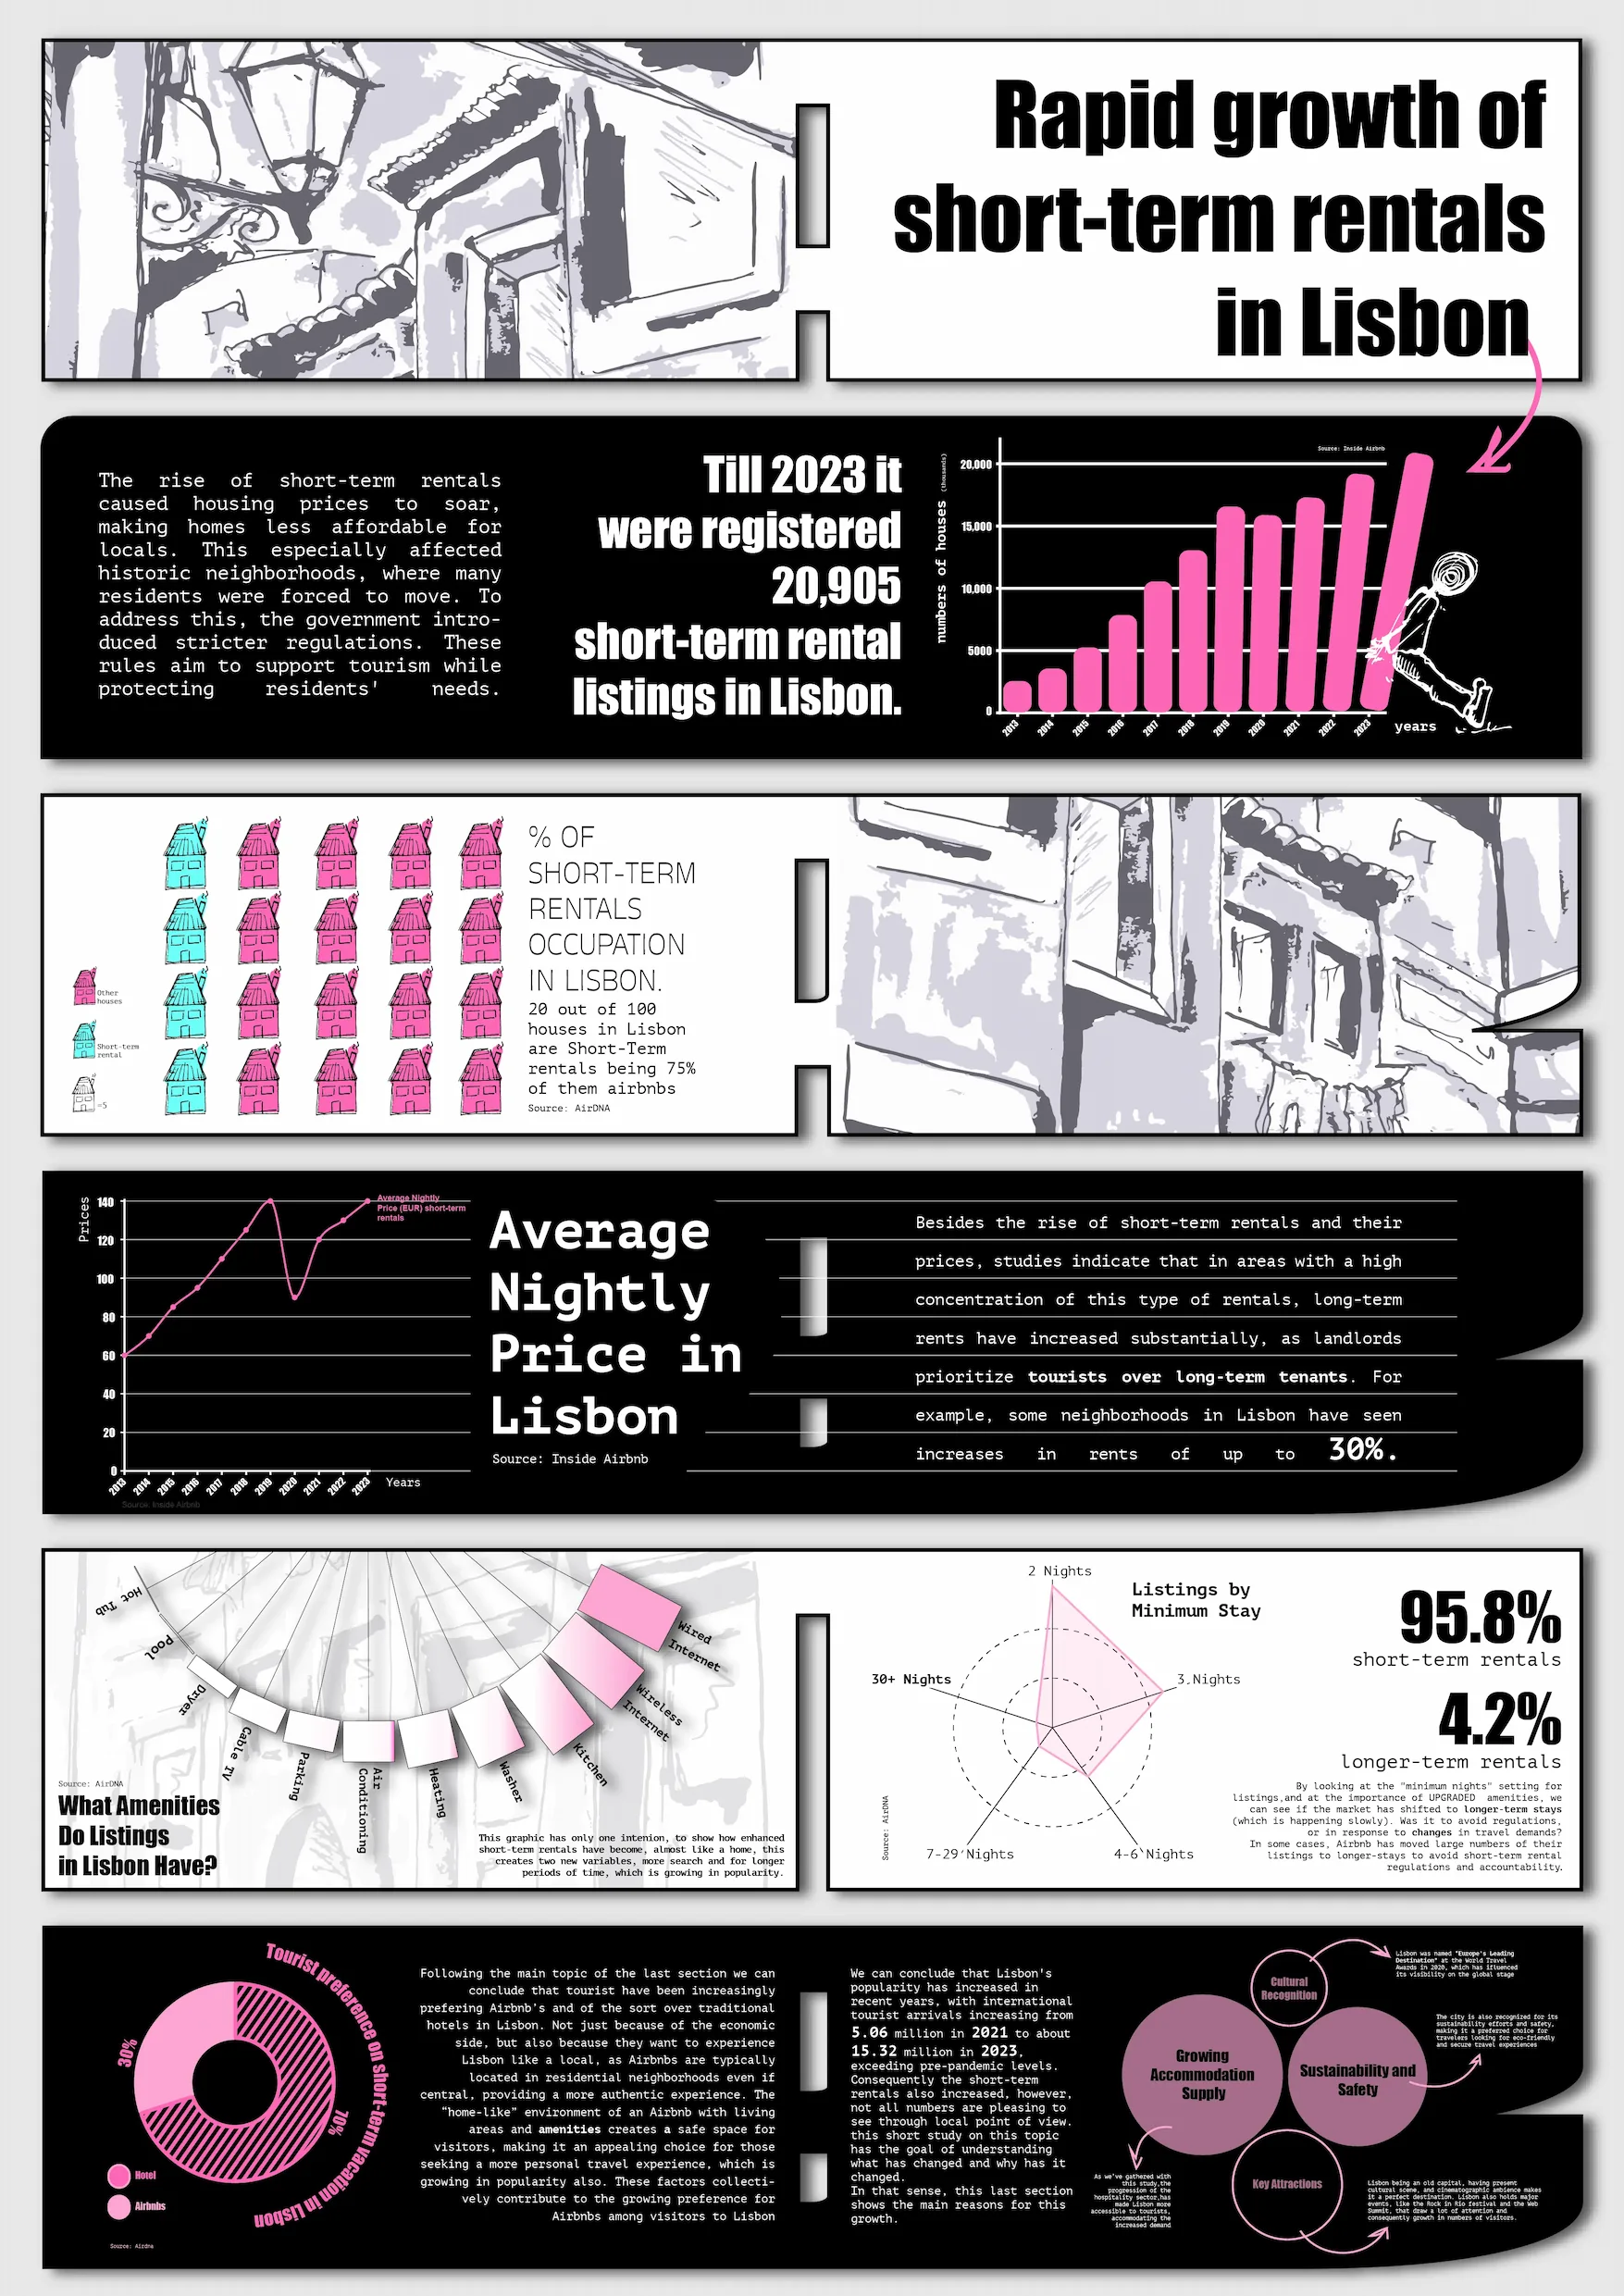 Rapid growth of
short-term rentals
in Lisbon
The rise of short-term rentals
caused housing prices to soar,
making homes less affordable for
locals. This especially affected
historic neighborhoods, where many
residents were forced to move. To
address this, the government intro-
duced stricter regulations. These
rules aim to support tourism while
protecting residents' needs.
Till 2023 it
were registered
20,905
short-term rental
listings in Lisbon.
Source: Inside Airbnb
numbers of houses (thousands)
20,000
15,000
10,000
5000
0
2013
2014
2015
2016
2017
2018
2019
2020
2021
2022
2023
years
Other
houses
Short-term
rental
=5
% OF
SHORT-TERM
RENTALS
OCCUPATION
IN LISBON.
20 out of 100
houses in Lisbon
are Short-Term
rentals being 75%
of them airbnbs
Source: AirDNA
Prices
140
120
100
80
60
40
20
0
2013
2014
2015
2016
2017
2018
2019
2020
2021
2022
2023
Years
Source: Inside Airbnb
Average Nightly
Price (EUR) short-term
rentals
Average
Nightly
Price in
Lisbon
Source: Inside Airbnb
Besides the rise of short-term rentals and their
prices, studies indicate that in areas with a high
concentration of this type of rentals, long-term
rents have increased substantially, as landlords
prioritize tourists over long-term tenants. For
example, some neighborhoods in Lisbon have seen
increases in rents of up to 30%.
Hot Tub
Pool
Dryer
Cable TV
Parking
Air
Conditioning
Heating
Washer
Kitchen
Wireless
Internet
Wired
Internet
Source: AirDNA
What Amenities
Do Listings
in Lisbon Have?
This graphic has only one intenion, to show how enhanced
short-term rentals have become, almost like a home, this
creates two new variables, more search and for longer
periods of time, which is growing in popularity.
Listings by
Minimum Stay
2 Nights
3 Nights
4-6 Nights
7-29 Nights
30+ Nights
Source: AirDNA
95.8%
short-term rentals
4.2%
longer-term rentals
By looking at the "minimum nights" setting for
listings,and at the importance of UPGRADED amenities, we
can see if the market has shifted to longer-term stays
(which is happening slowly). Was it to avoid regulations,
or in response to changes in travel demands?
In some cases, Airbnb has moved large numbers of their
listings to longer-stays to avoid short-term rental
regulations and accountability.
Tourist preference on short-term vacation in Lisbon
30%
70%
Hotel
Airbnbs
Source: Airdna
Following the main topic of the last section we can
conclude that tourist have been increasingly
prefering Airbnb's and of the sort over traditional
hotels in Lisbon. Not just because of the economic
side, but also because they want to experience
Lisbon like a local, as Airbnbs are typically
located in residential neighborhoods even if
central, providing a more authentic experience. The
"home-like" environment of an Airbnb with living
areas and amenities creates a safe space for
visitors, making it an appealing choice for those
seeking a more personal travel experience, which is
growing in popularity also. These factors collecti-
vely contribute to the growing preference for
Airbnbs among visitors to Lisbon
We can conclude that Lisbon's
popularity has increased in
recent years, with international
tourist arrivals increasing from
5.06 million in 2021 to about
15.32 million in 2023,
exceeding pre-pandemic levels.
Consequently the short-term
rentals also increased, however,
not all numbers are pleasing to
see through local point of view.
this short study on this topic
has the goal of understanding
what has changed and why has it
changed.
In that sense, this last section
shows the main reasons for this
growth.
Cultural
Recognition
Lisbon was named "Europe's Leading
Destination" at the World Travel
Awards in 2020, which has ifluenced
its visibility on the global stage
Growing
Accommodation
Supply
Sustainability and
Safety
The city is also recognized for its
sustainability efforts and safety,
making it a preferred choice for
travelers looking for eco-friendly
and secure travel experiences
Key Attractions
As we've gathered with
this study,the
progression of the
hospitality sector,has
made Lisbon more
accessible to tourists,
accommodating the
increased demand
Lisbon being an old capital, having present
cultural scene, and cinematographic ambience makes
it a perfect destination. Lisbon also holds major
events, like the Rock in Rio festival and the Web
Summit, that draw a lot of attention and
consequently growth in numbers of visitors.